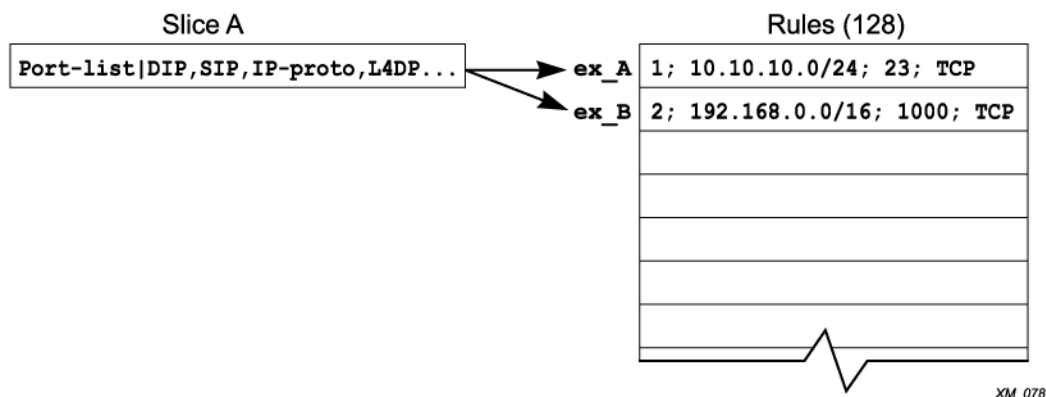 Slice A
Rules (128)
Port-list|DIP,SIP,IP-proto,L4DP...
ex_A
1; 10.10.10.0/24; 23; TCP
ex_B
2; 192.168.0.0/16; 1000; TCP
XM_078